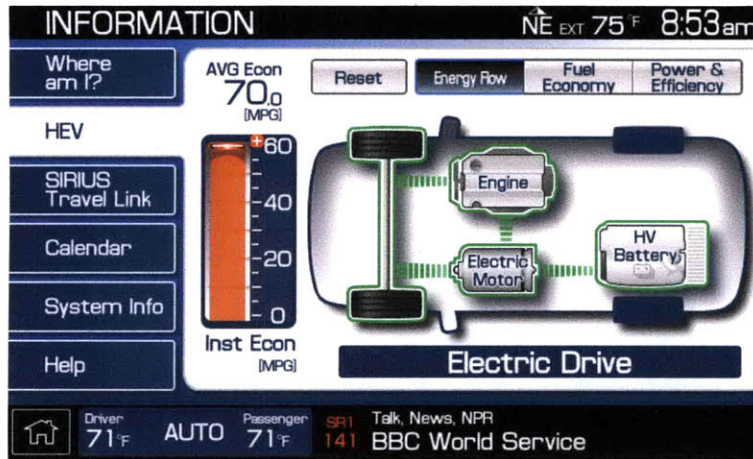 INFORMATION
NE EXT 75 °F 8:53am
Where
am I?
HEV
SIRIUS
Travel Link
Calendar
System Info
Help
AVG Econ
70.0
[MPG]
+60
40
20
0
Inst Econ
[MPG]
Reset
Energy Flow
Fuel
Economy
Power &
Efficiency
Engine
Electric
Motor
HV
Battery
Electric Drive
Driver
71°F
AUTO
Passenger
71°F
SR1
141
Talk, News, NPR
BBC World Service